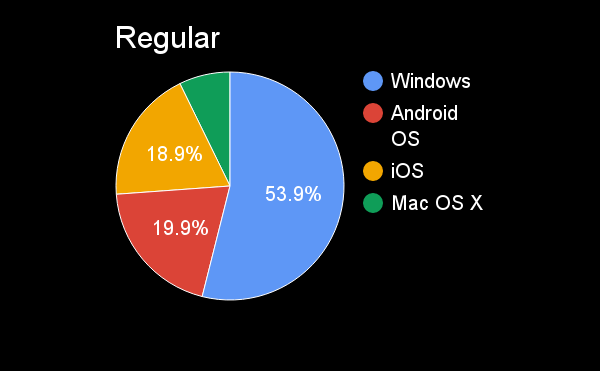 Regular
Windows
Android
OS
iOS
Mac OS X
18.9%
53.9%
19.9%